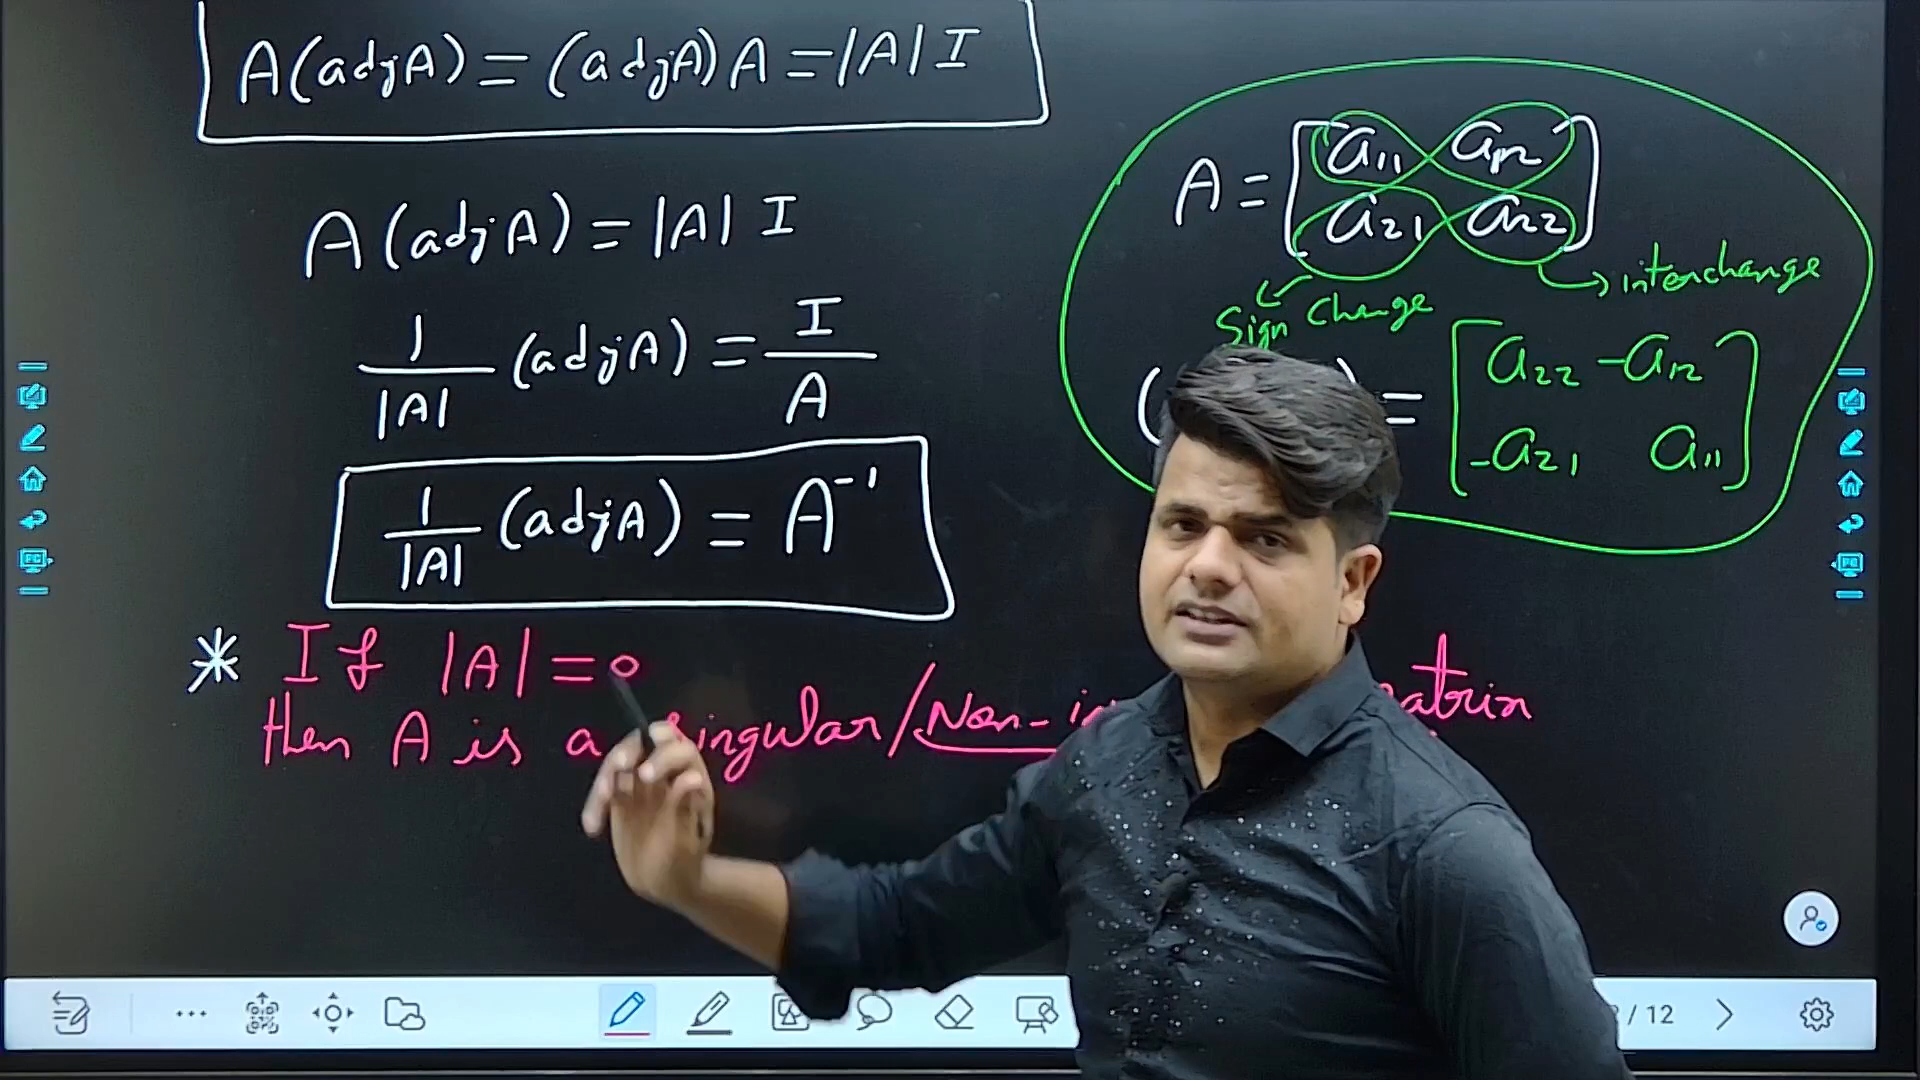 A(adjA) = (adjA) A = |A| I
A(adjA) = |A| I
1/|A| (adjA) = I/A
1/|A| (adjA) = A⁻¹
* If |A| = 0
then A is a singular/Non-
A = [a11 a12
a21 a22]
Sign change
interchange
= [a22 -a12
-a21 a11]
/ 12